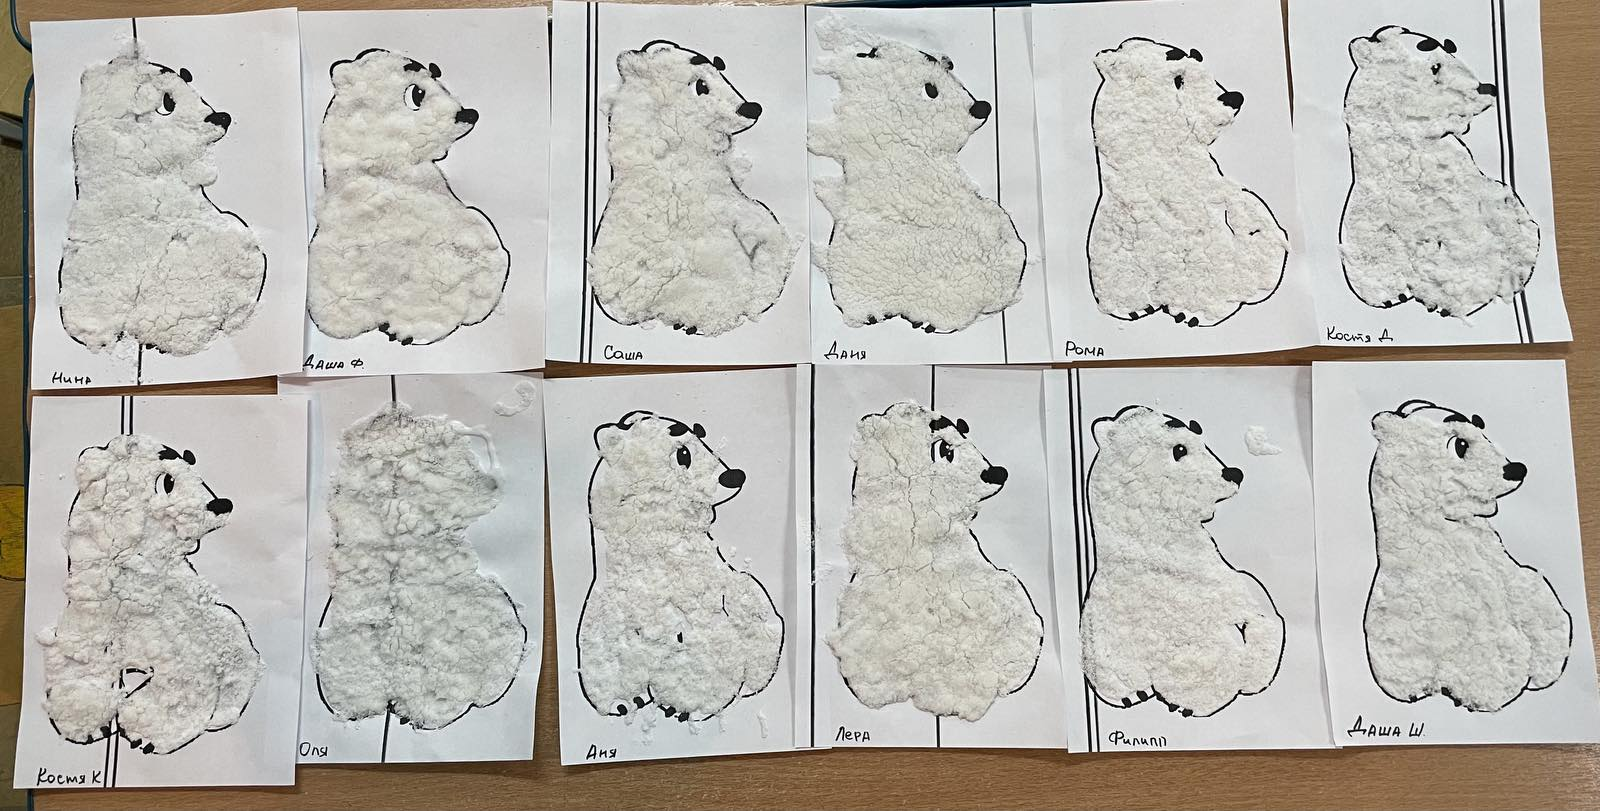 Нина
Даша Ф.
Саша
Даня
Рома
Костя Д
Костя К
Оля
Аня
Лера
Филипп
Даша Ш.